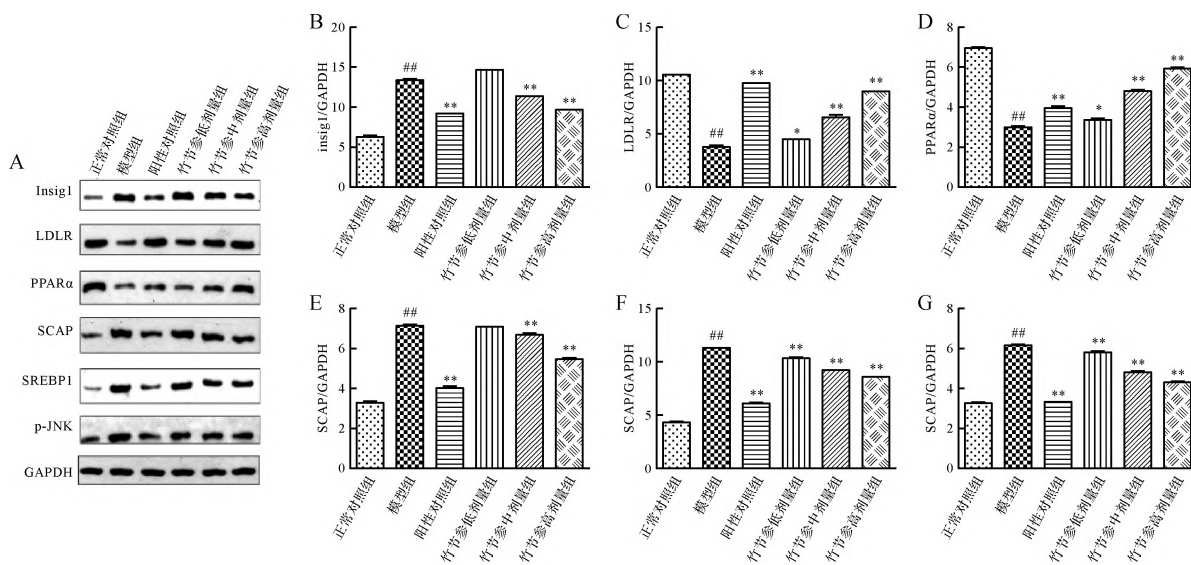 A
正常对照组
模型组
阳性对照组
竹节参低剂量组
竹节参中剂量组
竹节参高剂量组
Insig1
LDLR
PPARα
SCAP
SREBP1
p-JNK
GAPDH
B
insig1/GAPDH
20
15
10
5
0
##
**
**
**
正常对照组
模型组
阳性对照组
竹节参低剂量组
竹节参中剂量组
竹节参高剂量组
C
LDLR/GAPDH
15
10
5
0
##
**
*
**
**
正常对照组
模型组
阳性对照组
竹节参低剂量组
竹节参中剂量组
竹节参高剂量组
D
PPARα/GAPDH
8
6
4
2
0
##
**
*
**
**
正常对照组
模型组
阳性对照组
竹节参低剂量组
竹节参中剂量组
竹节参高剂量组
E
SCAP/GAPDH
8
6
4
2
0
##
**
**
**
正常对照组
模型组
阳性对照组
竹节参低剂量组
竹节参中剂量组
竹节参高剂量组
F
SCAP/GAPDH
15
10
5
0
##
**
**
**
**
正常对照组
模型组
阳性对照组
竹节参低剂量组
竹节参中剂量组
竹节参高剂量组
G
SCAP/GAPDH
8
6
4
2
0
##
**
**
**
**
正常对照组
模型组
阳性对照组
竹节参低剂量组
竹节参中剂量组
竹节参高剂量组